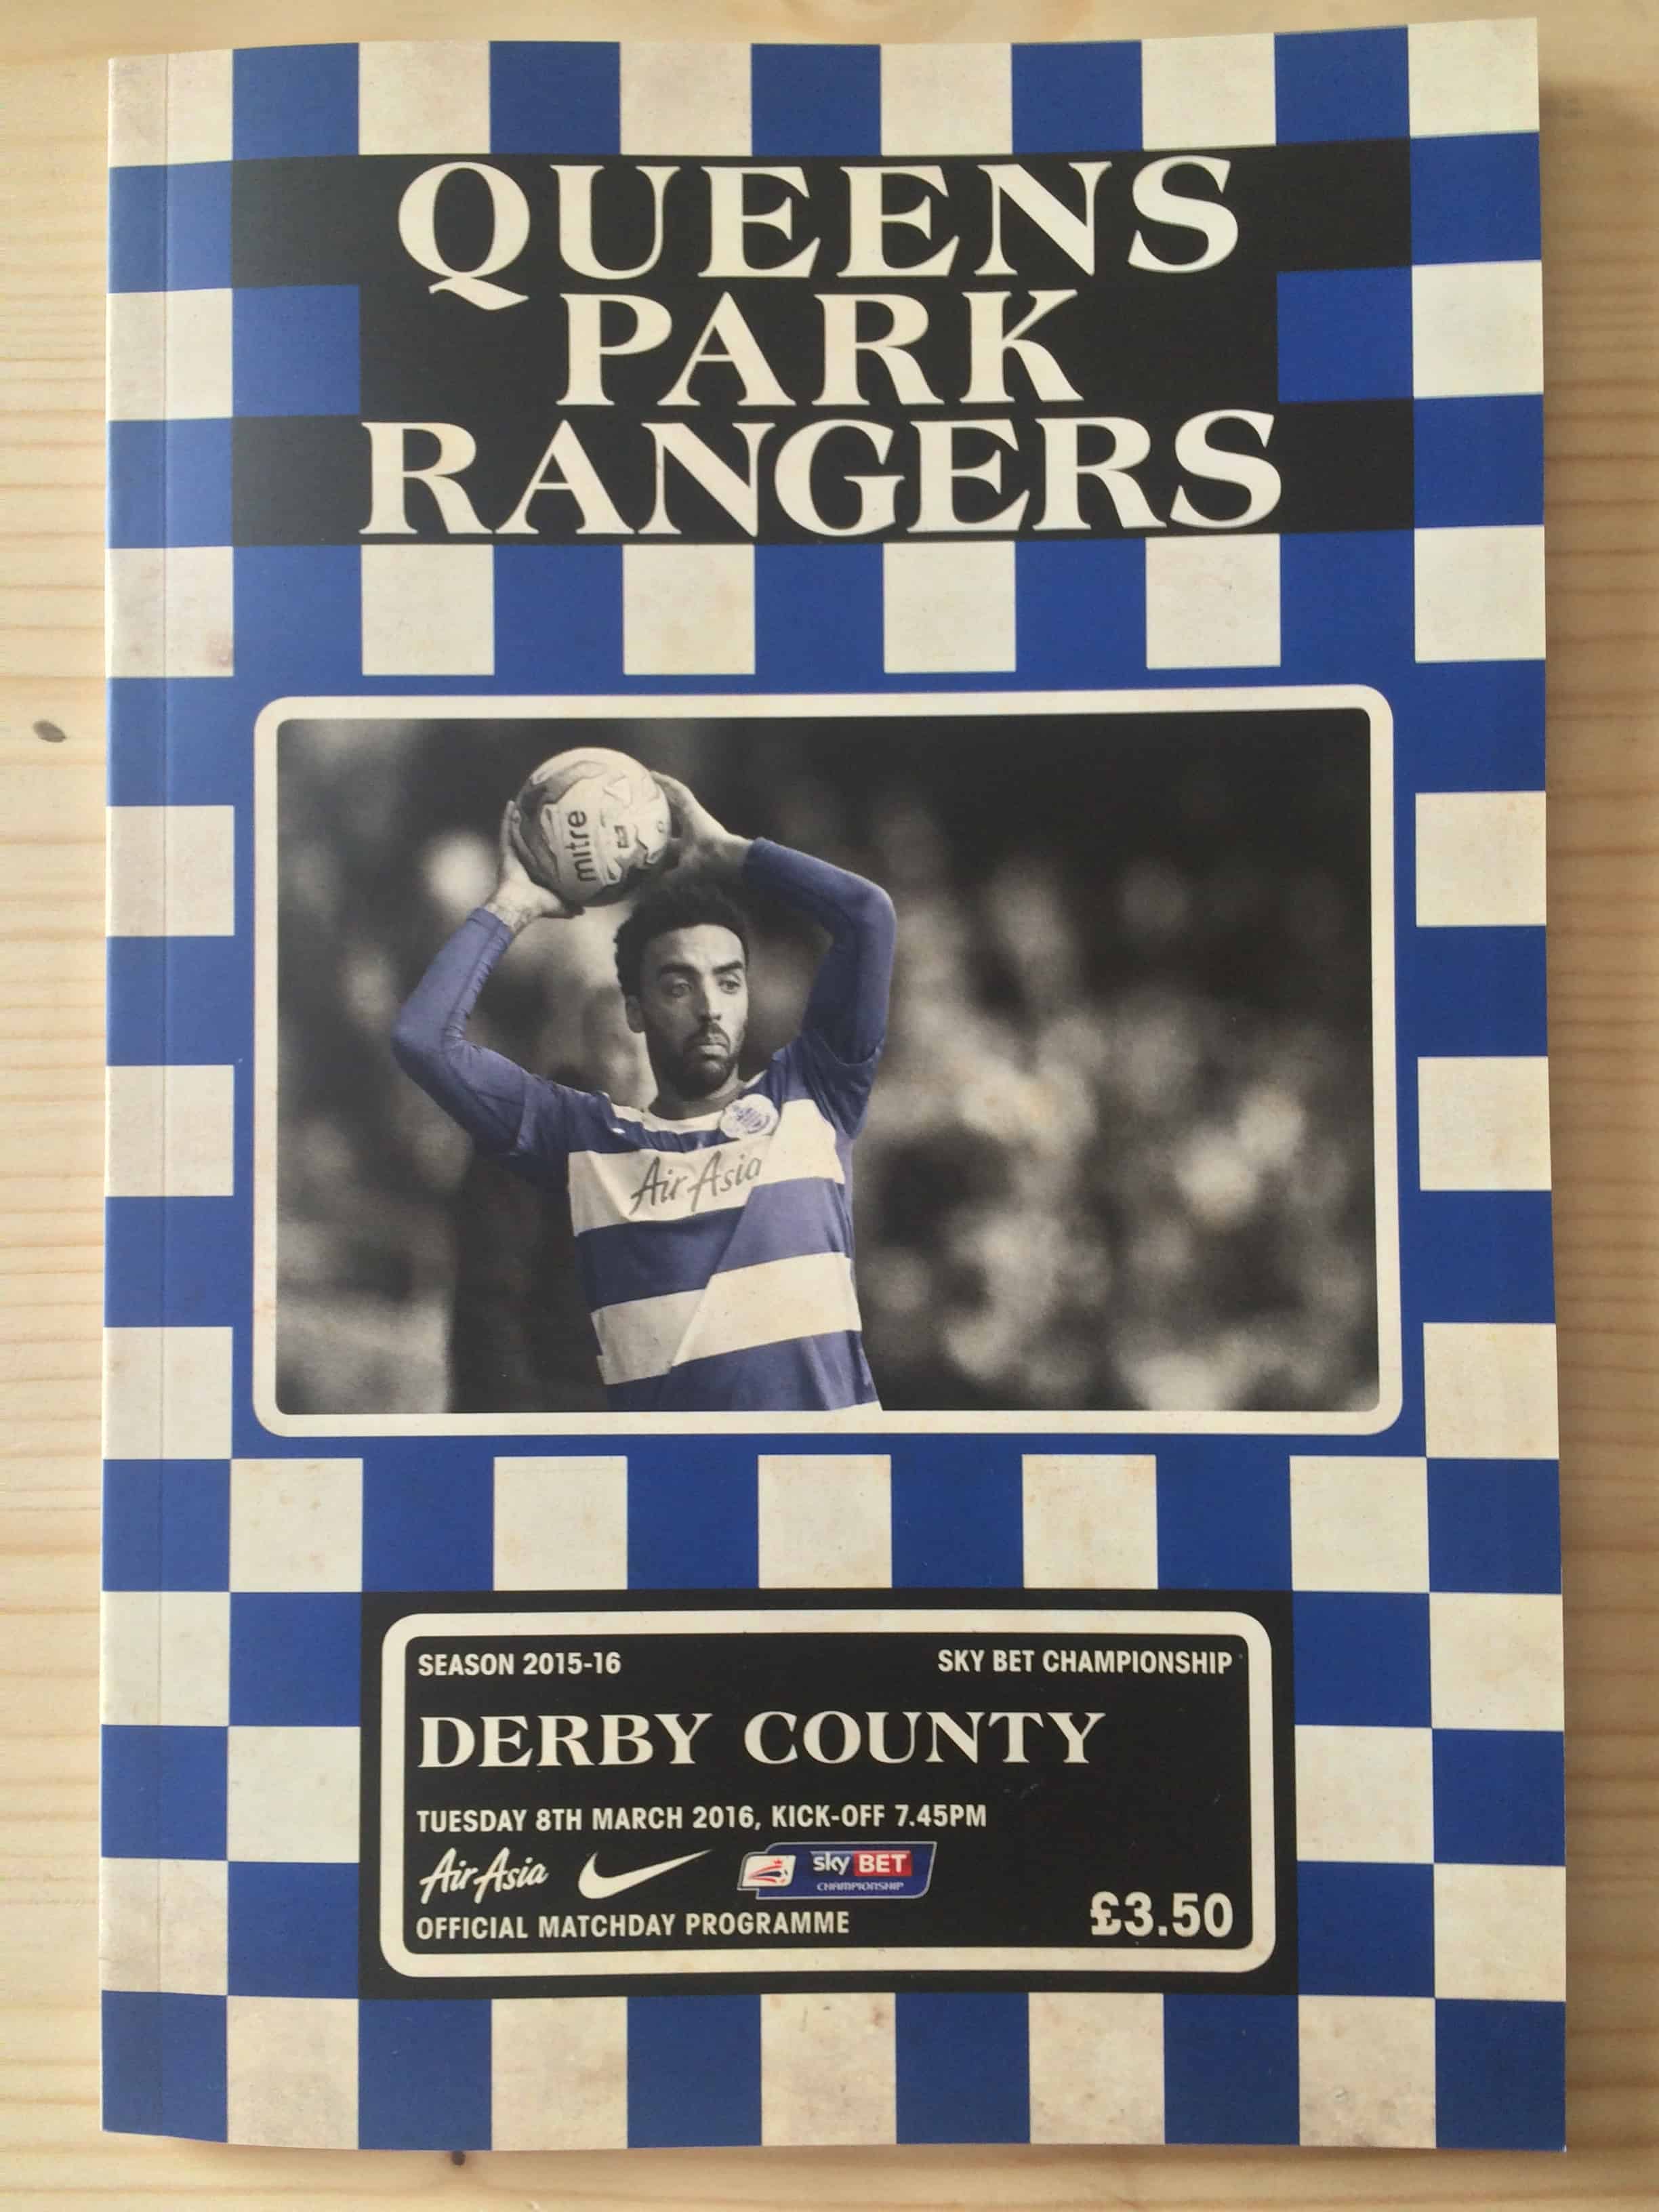 QUEENS
PARK
RANGERS
mitre
AirAsia
SEASON 2015-16 SKY BET CHAMPIONSHIP
DERBY COUNTY
TUESDAY 8TH MARCH 2016, KICK-OFF 7.45PM
AirAsia sky BET
CHAMPIONSHIP
OFFICIAL MATCHDAY PROGRAMME £3.50